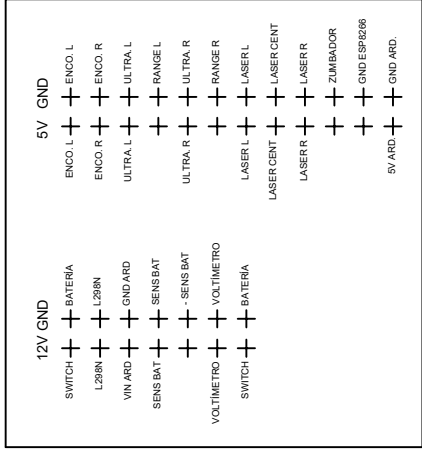 12V GND
SWITCH BATERÍA
L298N L298N
VIN ARD GND ARD
SENS BAT SENS BAT
- SENS BAT
VOLTÍMETRO VOLTÍMETRO
SWITCH BATERÍA
5V GND
ENCO. L ENCO. L
ENCO. R ENCO. R
ULTRA. L ULTRA. L
RANGE L
ULTRA. R ULTRA. R
RANGE R
LASER L LASER L
LASER CENT LASER CENT
LASER R LASER R
ZUMBADOR
GND ESP8266
5V ARD. GND ARD.